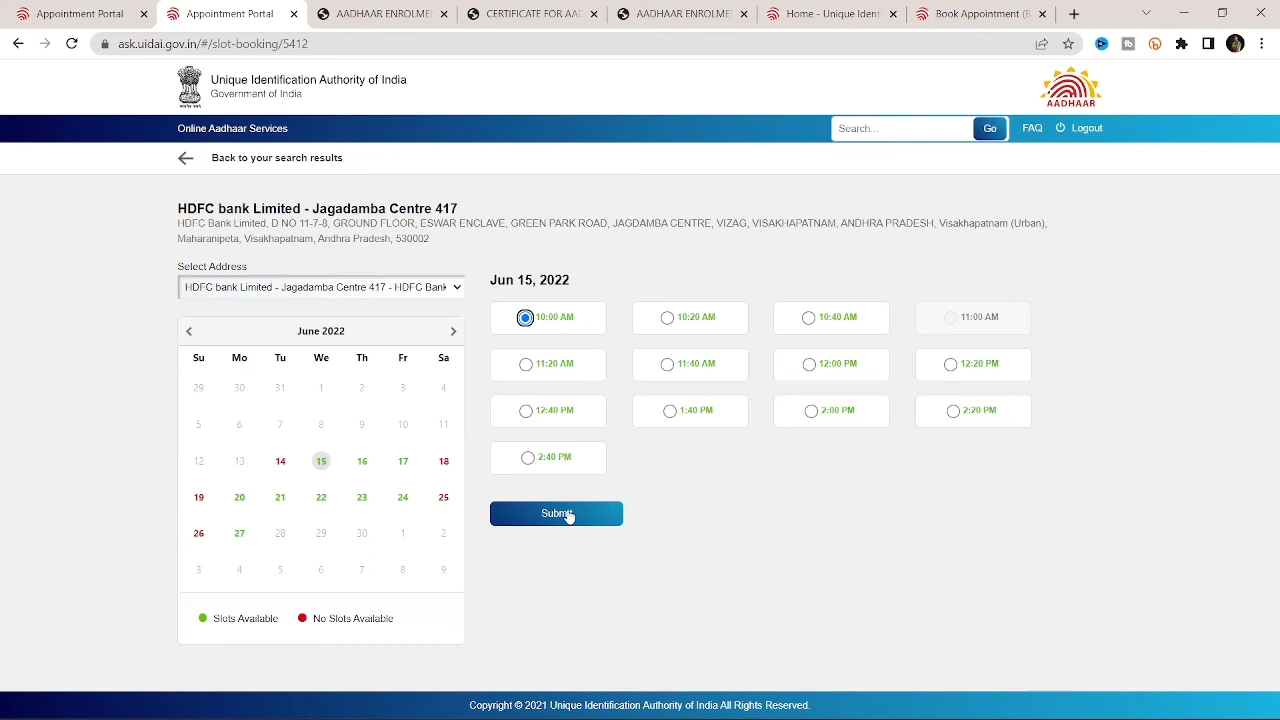 Appointment Portal
Appointment Portal
AADHAAR ENROLME
CERTIFICATE FOR AAD
AADHAAR ENROLME
Home - Unique Ident
Book Appointment (B
ask.uidai.gov.in/#/slot-booking/5412
Unique Identification Authority of India
Government of India
AADHAAR
Online Aadhaar Services
Search...
Go
FAQ
Logout
Back to your search results
HDFC bank Limited - Jagadamba Centre 417
HDFC Bank Limited, D NO 11-7-8, GROUND FLOOR, ESWAR ENCLAVE, GREEN PARK ROAD, JAGDAMBA CENTRE, VIZAG, VISAKHAPATNAM, ANDHRA PRADESH, Visakhapatnam (Urban),
Maharanipeta, Visakhapatnam, Andhra Pradesh, 530002
Select Address
HDFC bank Limited - Jagadamba Centre 417 - HDFC Bank
June 2022
Su Mo Tu We Th Fr Sa
29 30 31 1 2 3 4
5 6 7 8 9 10 11
12 13 14 15 16 17 18
19 20 21 22 23 24 25
26 27 28 29 30 1 2
3 4 5 6 7 8 9
Slots Available
No Slots Available
Jun 15, 2022
10:00 AM 10:20 AM 10:40 AM 11:00 AM
11:20 AM 11:40 AM 12:00 PM 12:20 PM
12:40 PM 1:40 PM 2:00 PM 2:20 PM
2:40 PM
Submit
Copyright © 2021 Unique Identification Authority of India All Rights Reserved.